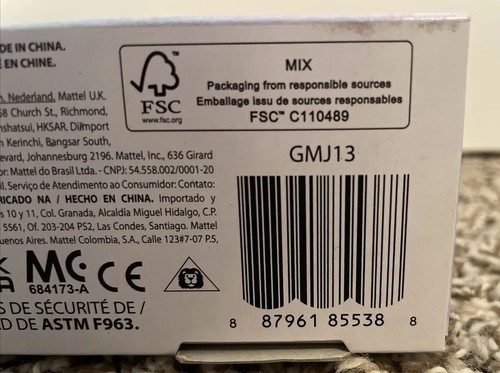 DE IN CHINA.
É EN CHINE.
Nederland. Mattel U.K.
68 Church St., Richmond,
mshatsui, HKSAR. Diimport
h Kerinchi, Bangsar South,
levard, Johannesburg 2196. Mattel, Inc., 636 Girard
or: Mattel do Brasil Ltda.- CNPJ: 54.558.002/0001-20
il. Serviço de Atendimento ao Consumidor: Contato:
RICADO NA / HECHO EN CHINA. Importado y
s 10 y 11, Col. Granada, Alcaldía Miguel Hidalgo, C.P.
5561, Of. 203-204 PS2, Las Condes, Santiago. Mattel
uenos Aires. Mattel Colombia, S.A., Calle 123#7-07 P.5,
MC CE
684173-A
S DE SÉCURITÉ DE /
D DE ASTM F963.
FSC
www.fsc.org
MIX
Packaging from responsible sources
Emballage issu de sources responsables
FSC™ C110489
GMJ13
8 87961 85538 8